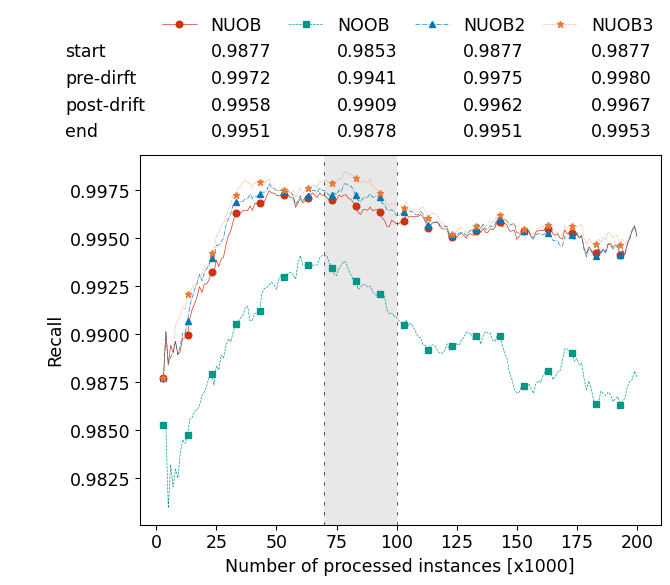 NUOB NOOB NUOB2 NUOB3
start 0.9877 0.9853 0.9877 0.9877
pre-dirft 0.9972 0.9941 0.9975 0.9980
post-drift 0.9958 0.9909 0.9962 0.9967
end 0.9951 0.9878 0.9951 0.9953
0.9975
0.9950
0.9925
0.9900
0.9875
0.9850
0.9825
Recall
0 25 50 75 100 125 150 175 200
Number of processed instances [x1000]